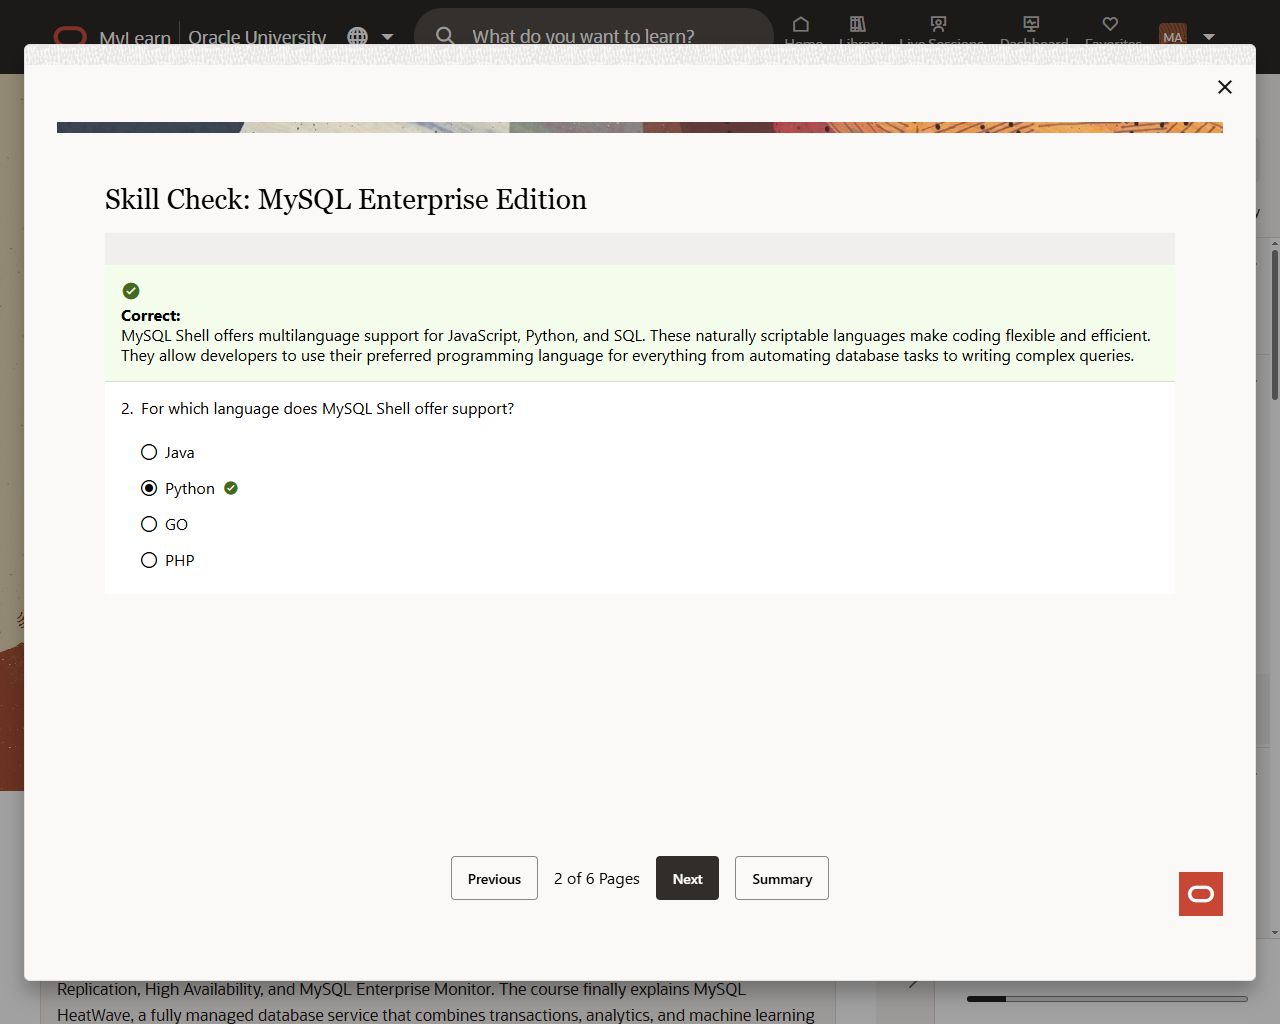 MyLearn
Oracle University
What do you want to learn?
Home
Library
Live Sessions
Dashboard
Favorites
MA
Skill Check: MySQL Enterprise Edition
Correct:
MySQL Shell offers multilanguage support for JavaScript, Python, and SQL. These naturally scriptable languages make coding flexible and efficient.
They allow developers to use their preferred programming language for everything from automating database tasks to writing complex queries.
2. For which language does MySQL Shell offer support?
Java
Python
GO
PHP
Previous
2 of 6 Pages
Next
Summary
Replication, High Availability, and MySQL Enterprise Monitor. The course finally explains MySQL
HeatWave, a fully managed database service that combines transactions, analytics, and machine learning